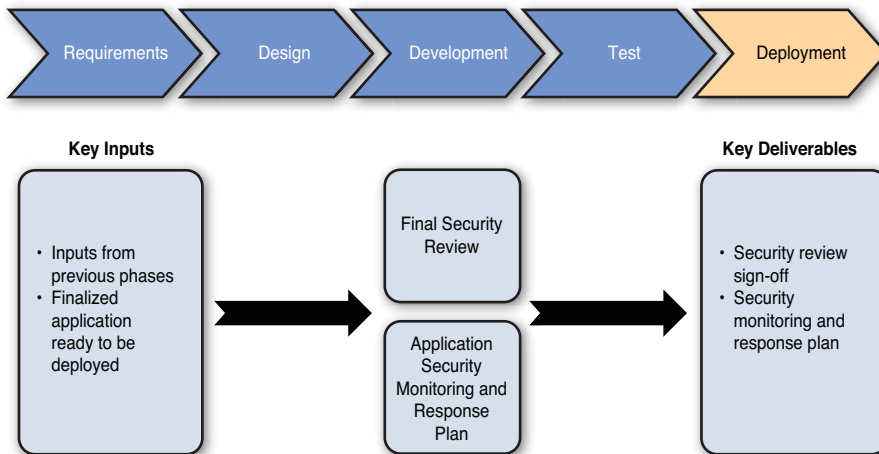 Requirements
Design
Development
Test
Deployment
Key Inputs
Key Deliverables
• Inputs from
previous phases
• Finalized
application
ready to be
deployed
Final Security
Review
Application
Security
Monitoring and
Response
Plan
• Security review
sign-off
• Security
monitoring and
response plan